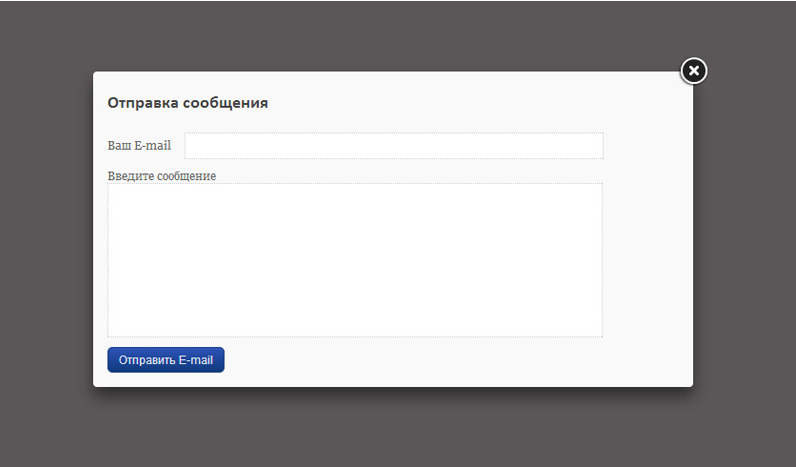 Отправка сообщения
Ваш E-mail
Введите сообщение
Отправить E-mail